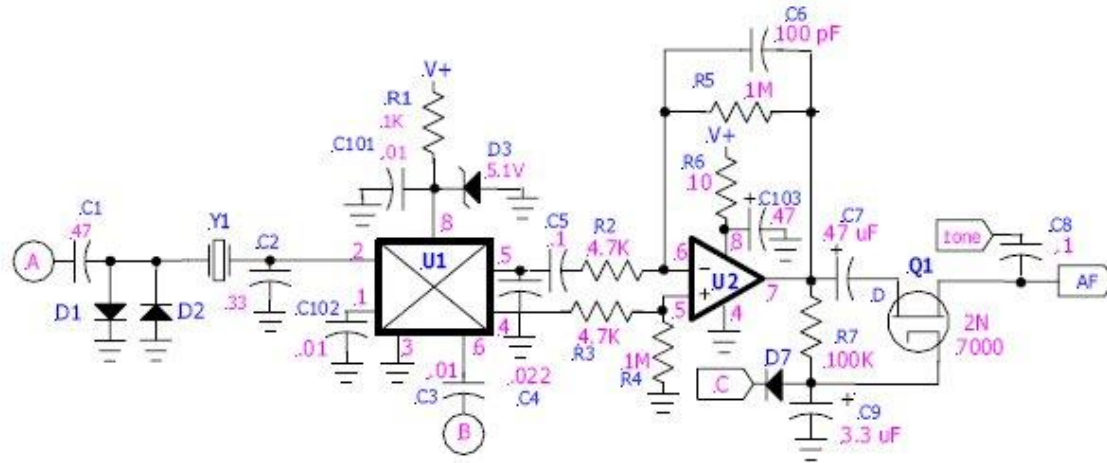 .C6
.100 pF
.V+
.R5
.1M
.R1
.1K
.V+
.C101
.01
D3
.5.1V
R6
.10
C103
.47
.C1
.47
.Y1
.C2
.8
.C5
.1
R2
4.7K
.8
C7
.47 uF
tone
C8
.1
.A
.2
.5
.6
Q1
U1
U2
AF
.D
.7
.5
.1
.4
.4
D1
D2
.33
C102
.01
.3
.6
4.7K
.R3
.1M
R4
R7
.100K
2N
.7000
D7
.01
.022
.C3
.C4
.C
.C9
3.3 uF
.B